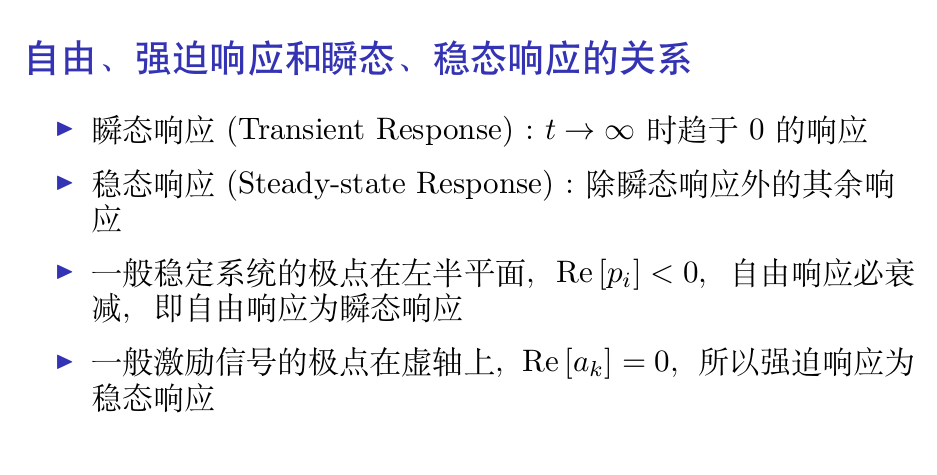 自由、强迫响应和瞬态、稳态响应的关系
▶ 瞬态响应 (Transient Response) : t → ∞ 时趋于 0 的响应
▶ 稳态响应 (Steady-state Response) : 除瞬态响应外的其余响
应
▶ 一般稳定系统的极点在左半平面, Re [p_i] < 0, 自由响应必衰
减, 即自由响应为瞬态响应
▶ 一般激励信号的极点在虚轴上, Re [a_k] = 0, 所以强迫响应为
稳态响应